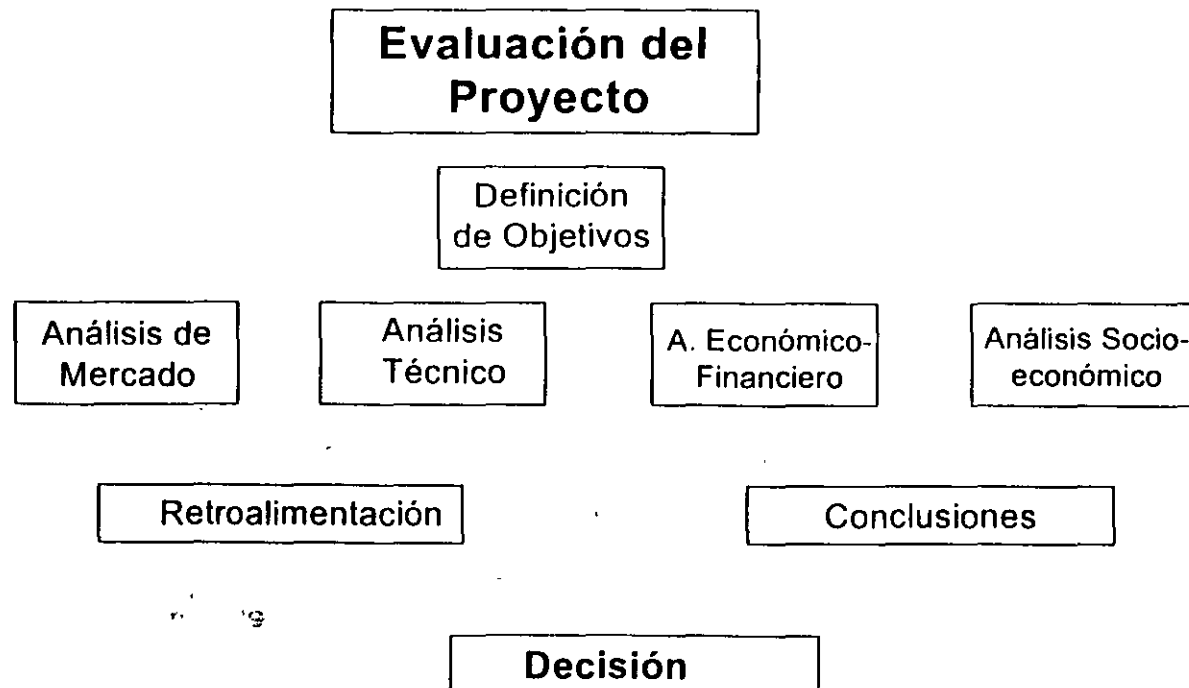 Evaluación del
Proyecto
Definición
de Objetivos
Análisis de
Mercado
Análisis
Técnico
A. Económico-
Financiero
Análisis Socio-
económico
Retroalimentación
Conclusiones
Decisión